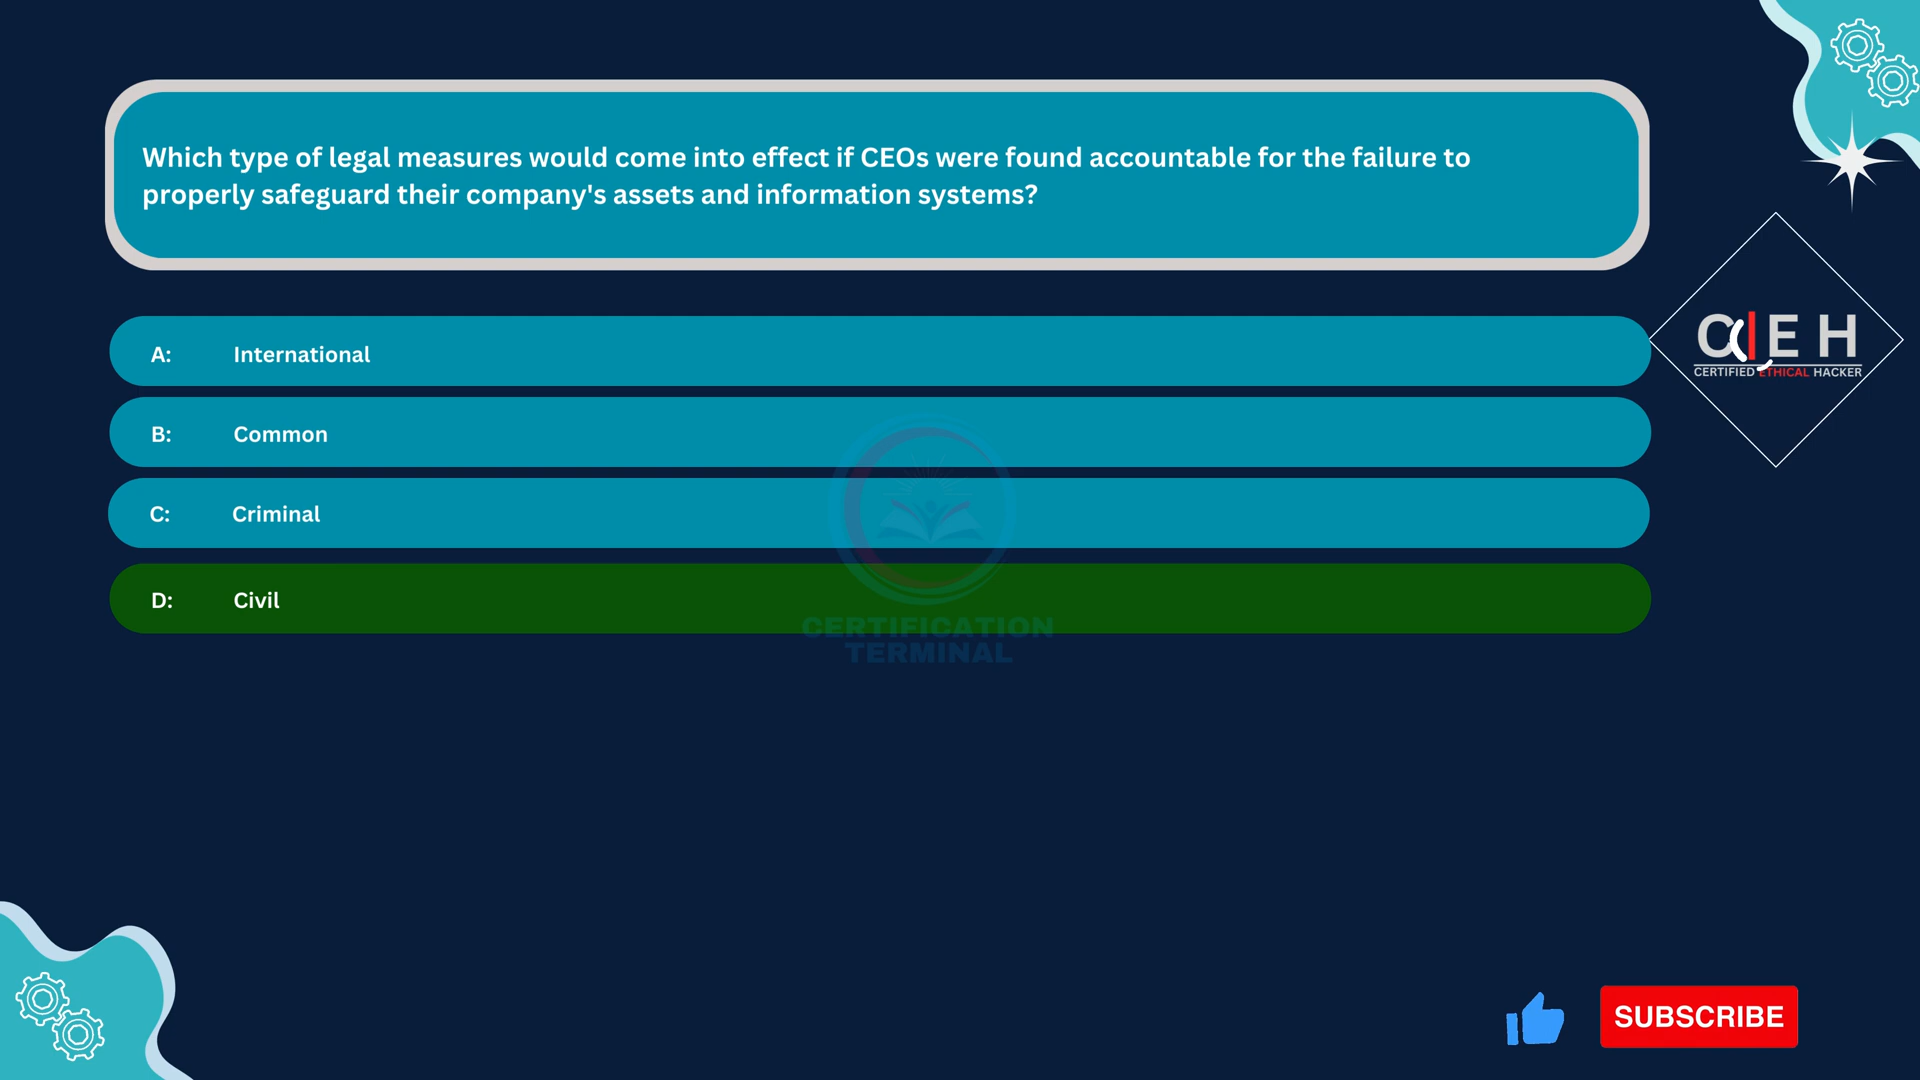 Which type of legal measures would come into effect if CEOs were found accountable for the failure to
properly safeguard their company's assets and information systems?
A: International
B: Common
C: Criminal
D: Civil
C|EH
CERTIFIED ETHICAL HACKER
CERTIFICATION
TERMINAL
SUBSCRIBE